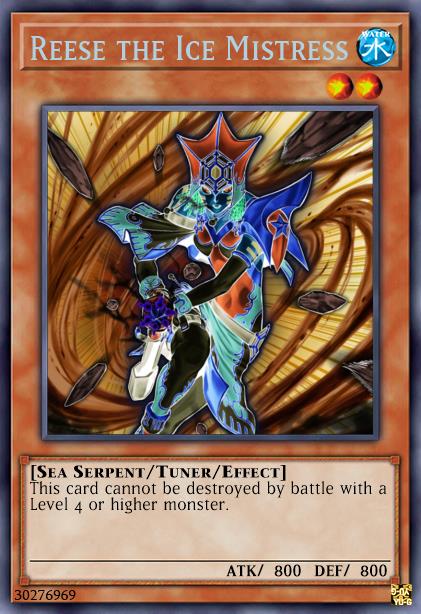 Reese the Ice Mistress
WATER
水
[Sea Serpent/Tuner/Effect]
This card cannot be destroyed by battle with a
Level 4 or higher monster.
ATK/ 800 DEF/ 800
30276969